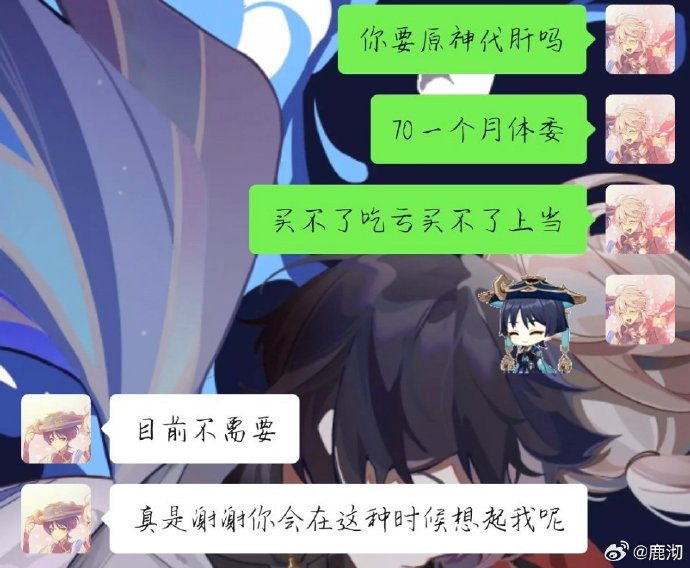 你要原神代肝吗
70一个月体委
买不了吃亏买不了上当
目前不需要
真是谢谢你会在这种时候想起我呢
@鹿沏